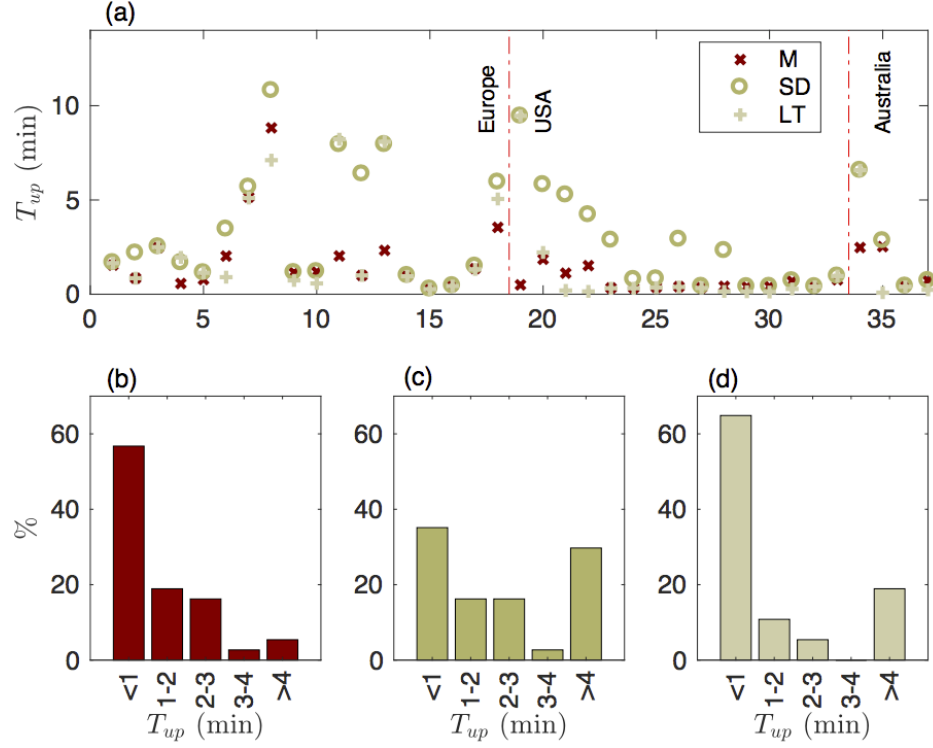 (a)
T_up (min)
10
5
0
Europe
USA
Australia
M
SD
LT
0 5 10 15 20 25 30 35
(b) (c) (d)
%
60 60 60
40 40 40
20 20 20
0 0 0
<1 1-2 2-3 3-4 >4 <1 1-2 2-3 3-4 >4 <1 1-2 2-3 3-4 >4
T_up (min) T_up (min) T_up (min)